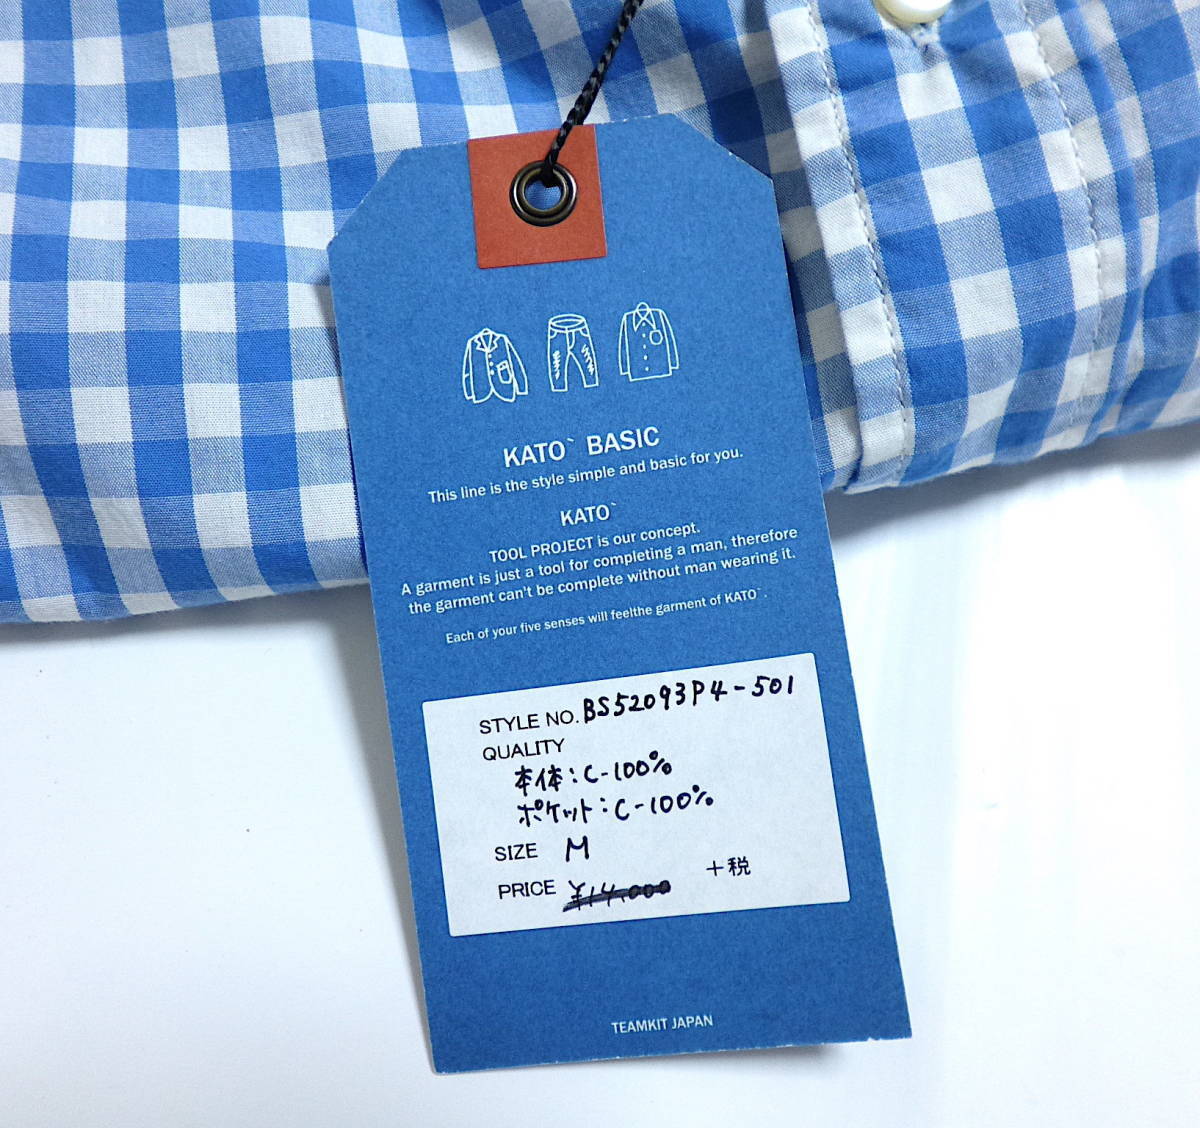 KATO` BASIC
This line is the style simple and basic for you.
KATO`
TOOL PROJECT is our concept.
A garment is just a tool for completing a man, therefore
the garment can't be complete without man wearing it.
Each of your five senses will feelthe garment of KATO`.
STYLE NO. BS52093P4-501
QUALITY
本体:C-100%
ポケット:C-100%
SIZE M
PRICE ¥14,000 +税
TEAMKIT JAPAN